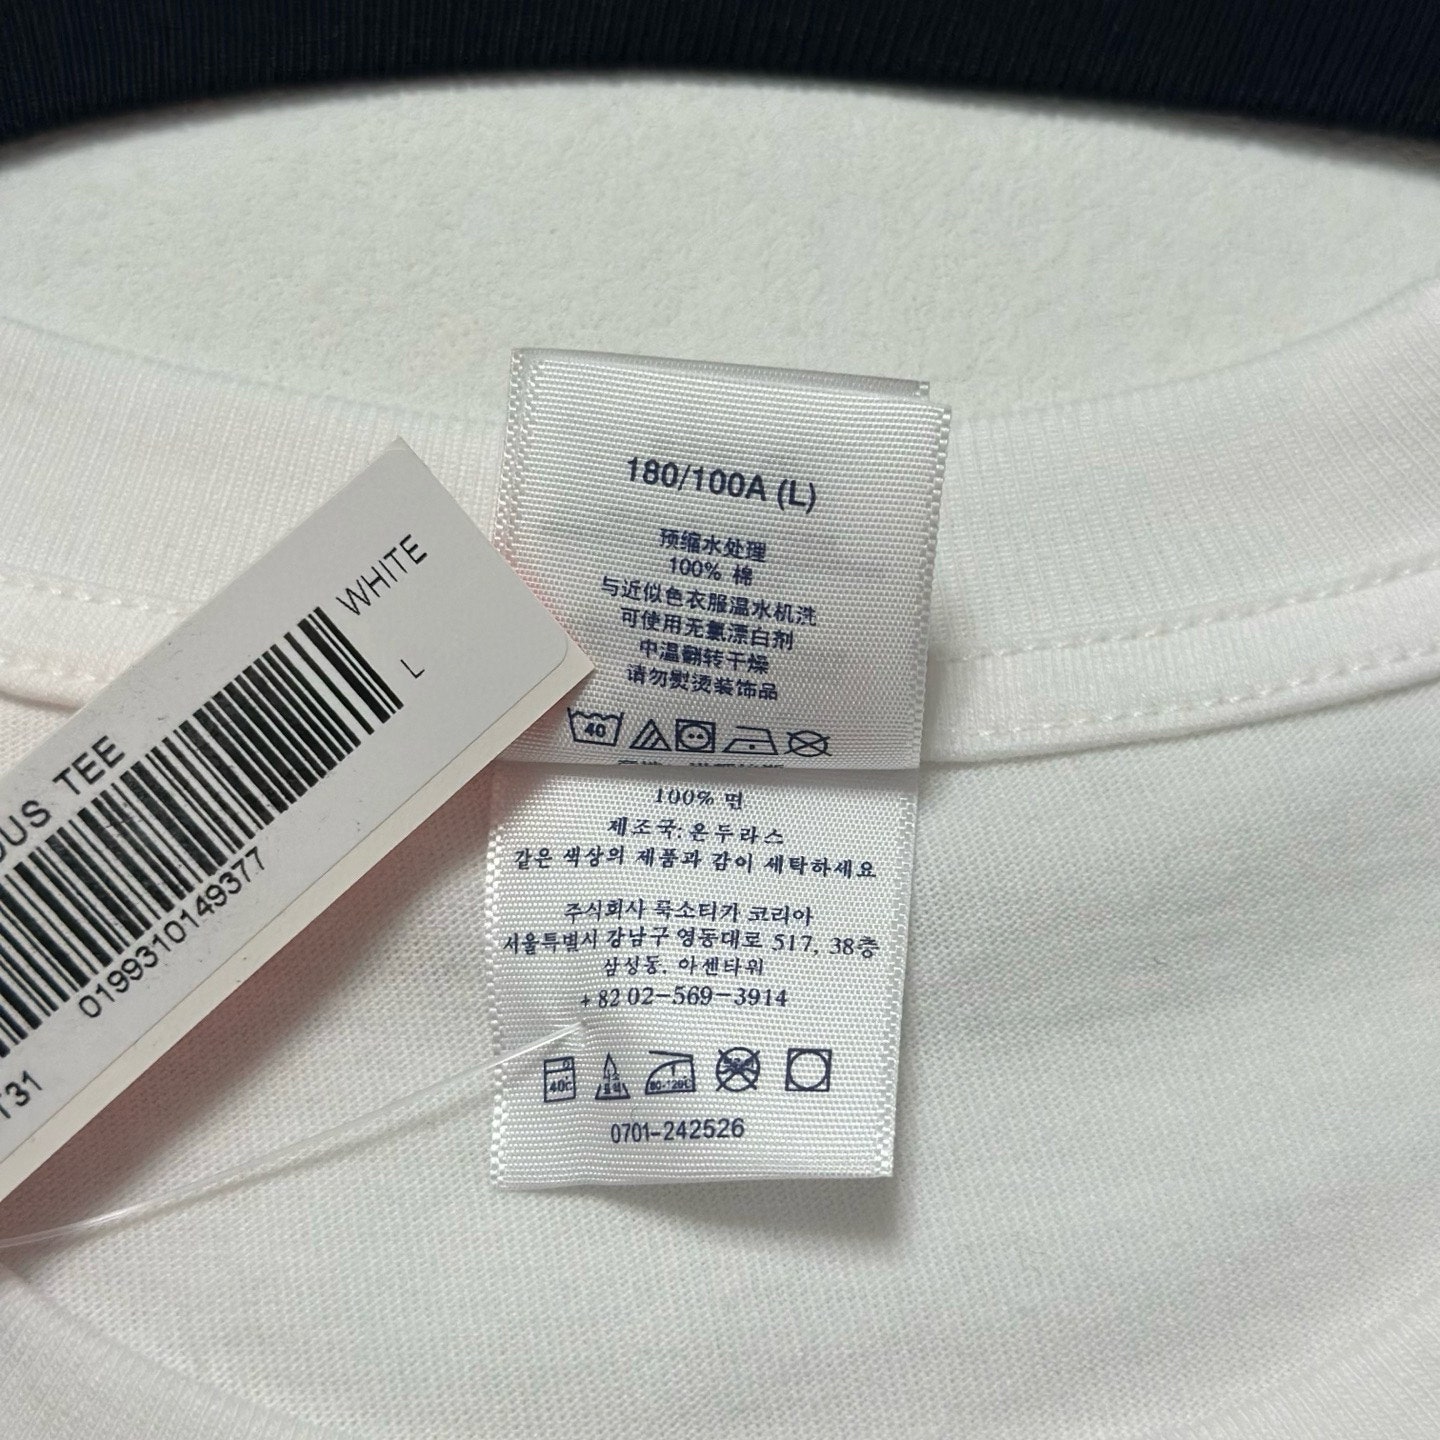 180/100A (L)
预缩水处理
100% 棉
与近似色衣服温水机洗
可使用无氯漂白剂
中温翻转干燥
请勿熨烫装饰品
40
100% 면
제조국: 온두라스
같은 색상의 제품과 같이 세탁하세요
주식회사 룩소티카 코리아
서울특별시 강남구 영동대로 517, 38층
삼성동, 아셈타워
+82 02-569-3914
40C
80-120C
0701-242526
WHITE
L
OUS TEE
0199310149377
T31